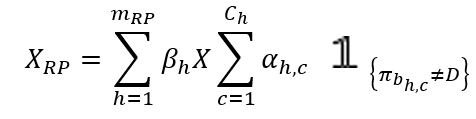 $X_{RP} = \sum_{h=1}^{m_{RP}} \beta_h X \sum_{c=1}^{C_h} \alpha_{h,c} \; \mathbb{1}_{\{\pi_{b_{h,c}} \neq D\}}$